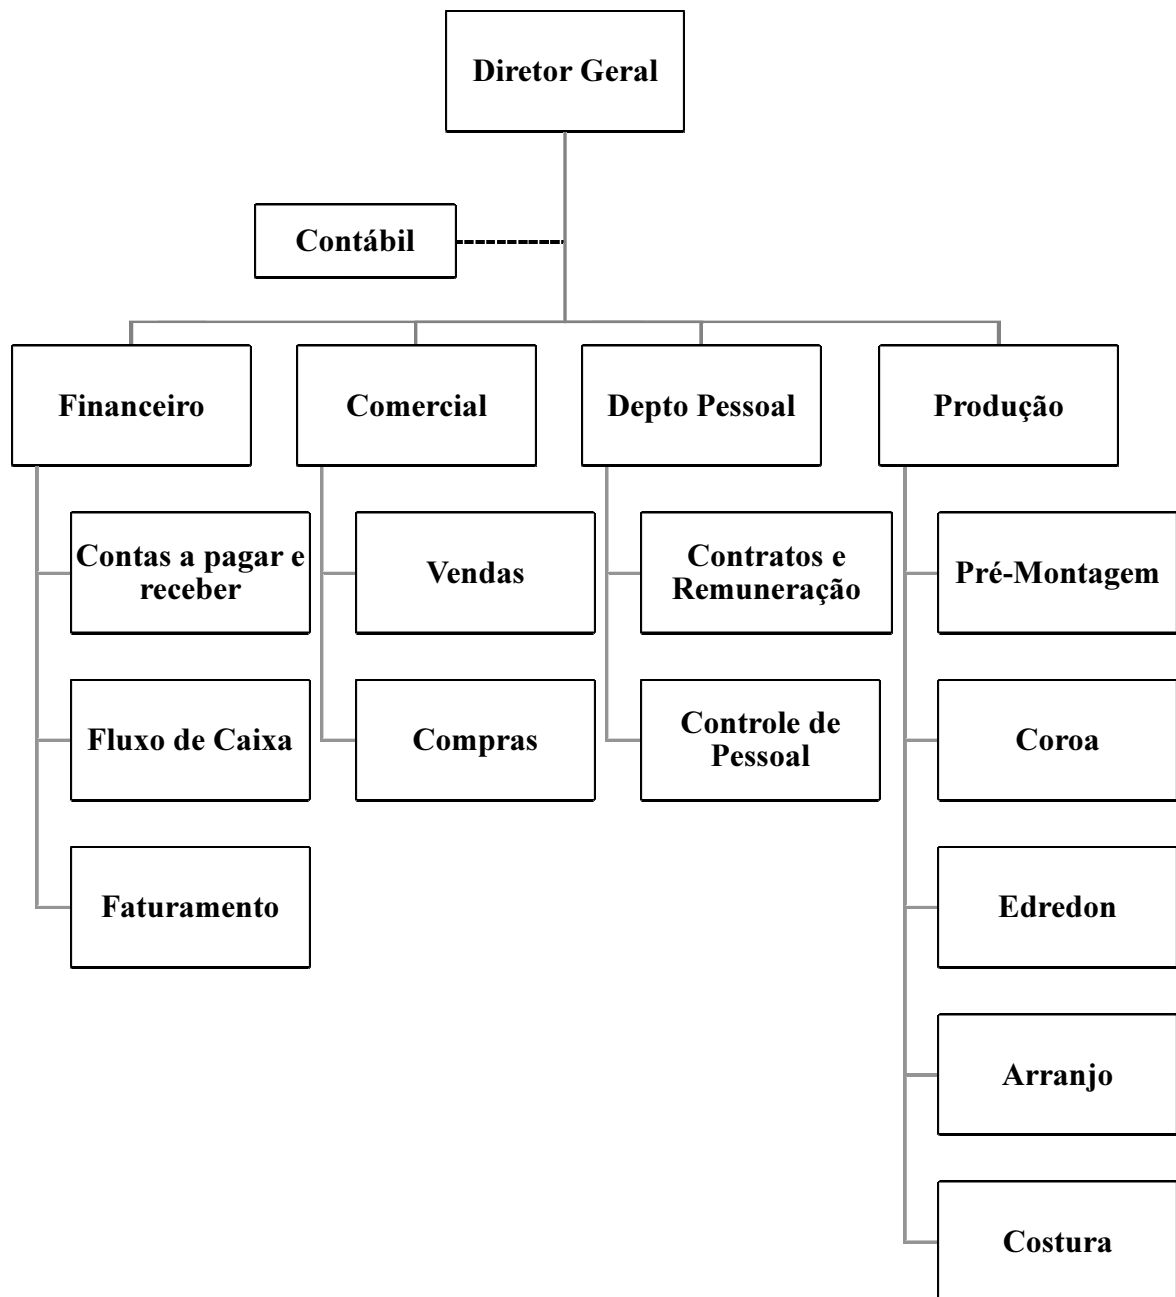 Diretor Geral
Contábil
Financeiro
Comercial
Depto Pessoal
Produção
Contas a pagar e
receber
Vendas
Contratos e
Remuneração
Pré-Montagem
Fluxo de Caixa
Compras
Controle de
Pessoal
Coroa
Faturamento
Edredon
Arranjo
Costura